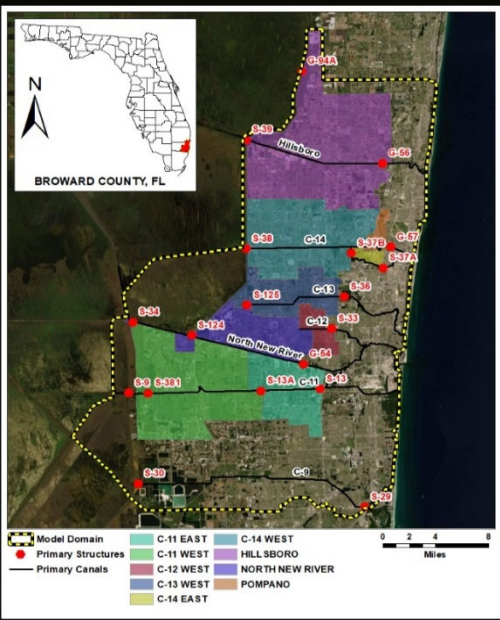 N
BROWARD COUNTY, FL
G-94A
S-39
Hillsboro
G-56
S-38
C-14
S-37B
G-57
S-37A
S-125
C-13
S-36
S-34
S-124
C-12
S-33
North New River
G-54
S-9
S-381
S-13A
C-11
S-13
S-30
C-9
S-29
Model Domain
Primary Structures
Primary Canals
C-11 EAST
C-11 WEST
C-12 WEST
C-13 WEST
C-14 EAST
C-14 WEST
HILLSBORO
NORTH NEW RIVER
POMPANO
0 2 4 8
Miles